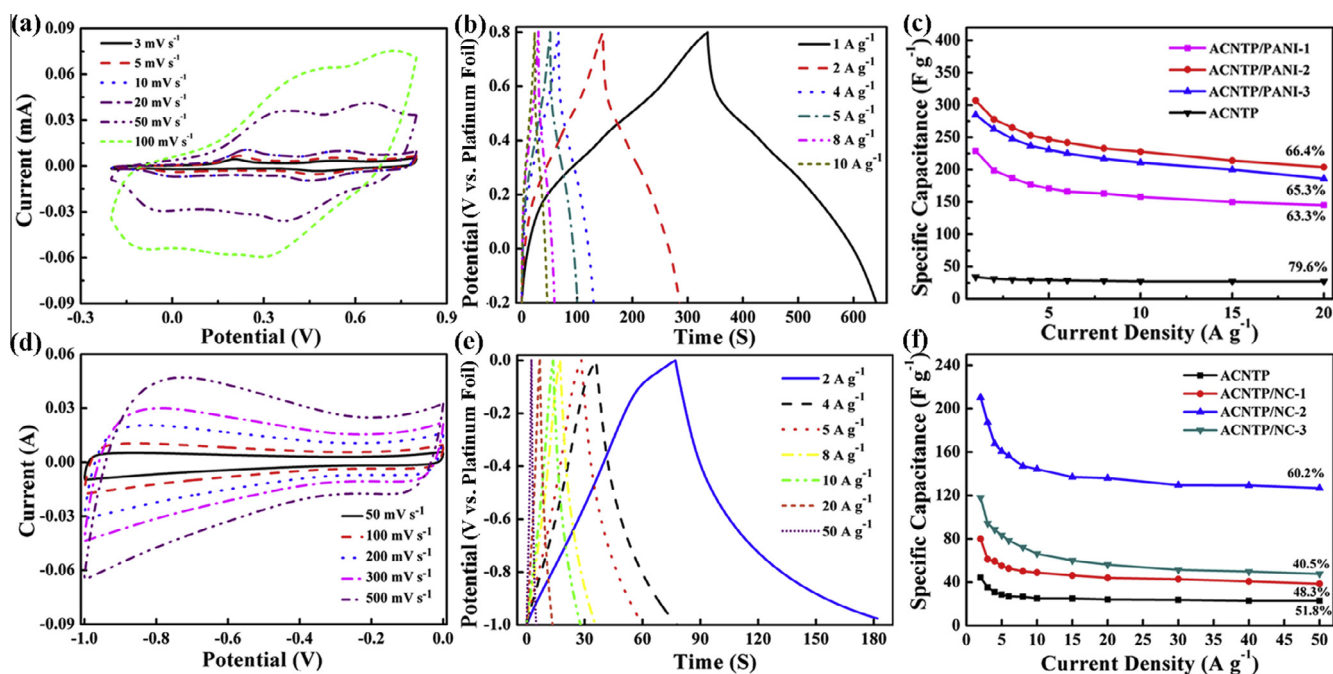 (a)
0.09
0.06
0.03
0.00
-0.03
-0.06
-0.09
Current (mA)
3 mV s⁻¹
5 mV s⁻¹
10 mV s⁻¹
20 mV s⁻¹
50 mV s⁻¹
100 mV s⁻¹
-0.3
0.0
0.3
0.6
0.9
Potential (V)
(b)
0.8
0.6
0.4
0.2
0.0
-0.2
Potential (V vs. Platinum Foil)
1 A g⁻¹
2 A g⁻¹
4 A g⁻¹
5 A g⁻¹
8 A g⁻¹
10 A g⁻¹
0
100
200
300
400
500
600
Time (S)
(c)
400
350
300
250
200
150
100
50
0
Specific Capacitance (F g⁻¹)
ACNTP/PANI-1
ACNTP/PANI-2
ACNTP/PANI-3
ACNTP
66.4%
65.3%
63.3%
79.6%
5
10
15
20
Current Density (A g⁻¹)
(d)
0.06
0.03
0.00
-0.03
-0.06
-0.09
Current (A)
50 mV s⁻¹
100 mV s⁻¹
200 mV s⁻¹
300 mV s⁻¹
500 mV s⁻¹
-1.0
-0.8
-0.6
-0.4
-0.2
0.0
Potential (V)
(e)
0.0
-0.2
-0.4
-0.6
-0.8
-1.0
Potential (V vs. Platinum Foil)
2 A g⁻¹
4 A g⁻¹
5 A g⁻¹
8 A g⁻¹
10 A g⁻¹
20 A g⁻¹
50 A g⁻¹
0
30
60
90
120
150
180
Time (S)
(f)
240
200
160
120
80
40
0
Specific Capacitance (F g⁻¹)
ACNTP
ACNTP/NC-1
ACNTP/NC-2
ACNTP/NC-3
60.2%
40.5%
48.3%
51.8%
0
5
10
15
20
25
30
35
40
45
50
Current Density (A g⁻¹)